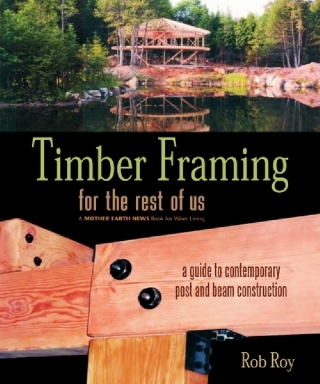 Timber Framing
for the rest of us
A MOTHER EARTH NEWS Book for Wiser Living
a guide to contemporary
post and beam construction
Rob Roy